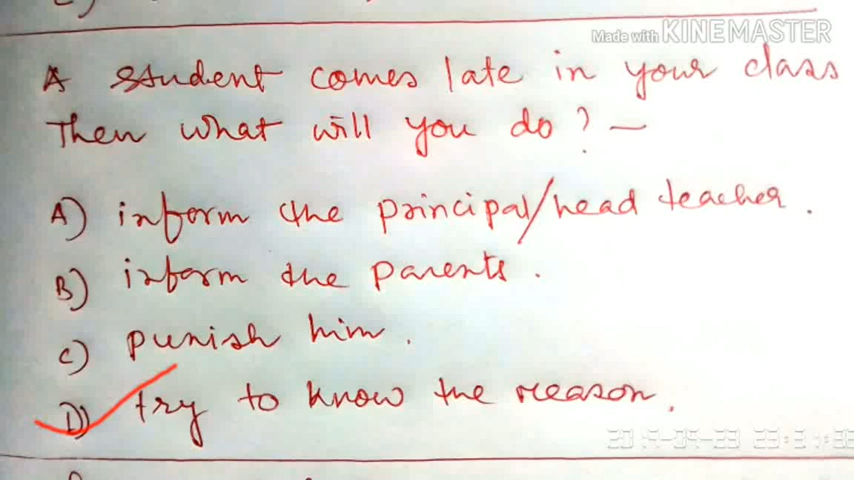 Made with KINEMASTER
A student comes late in your class
Then what will you do? —
A) inform the principal/head teacher.
B) inform the parents.
C) punish him.
D) try to know the reason.